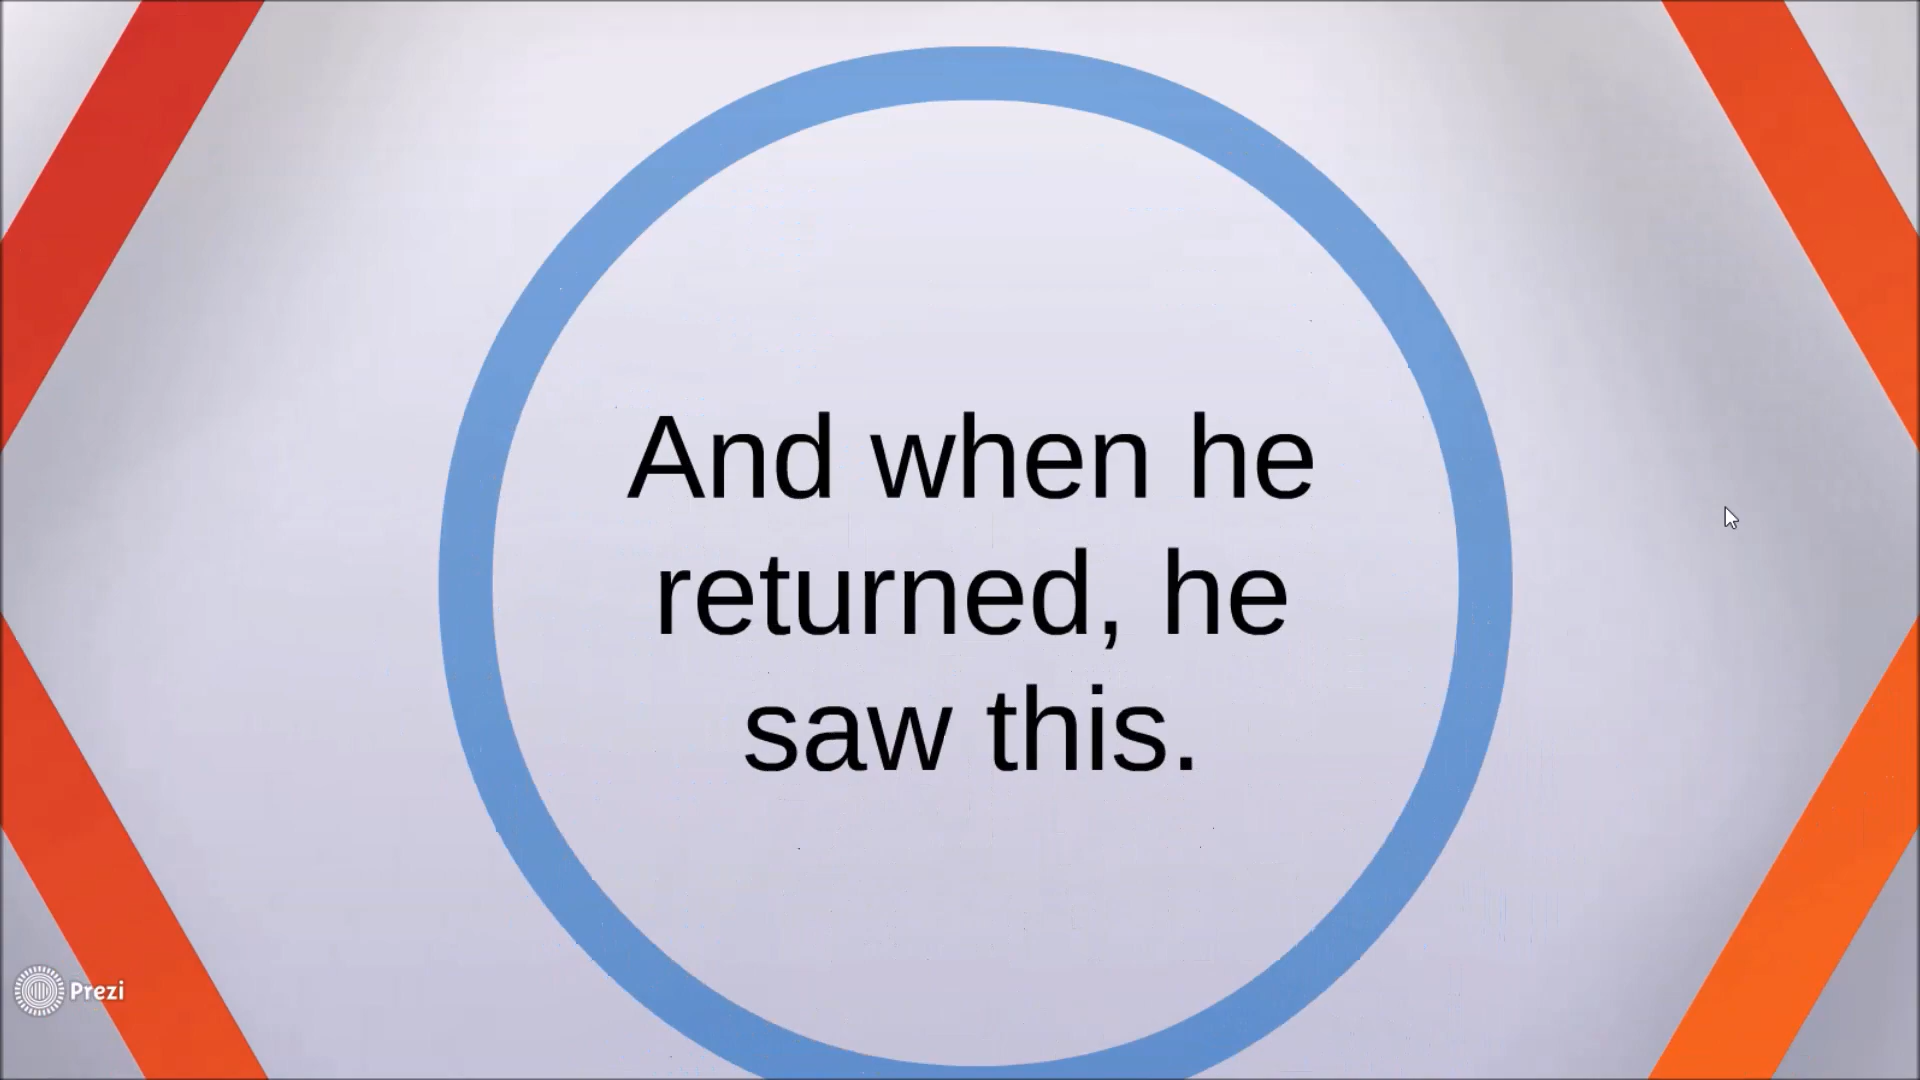 And when he
returned, he
saw this.
Prezi